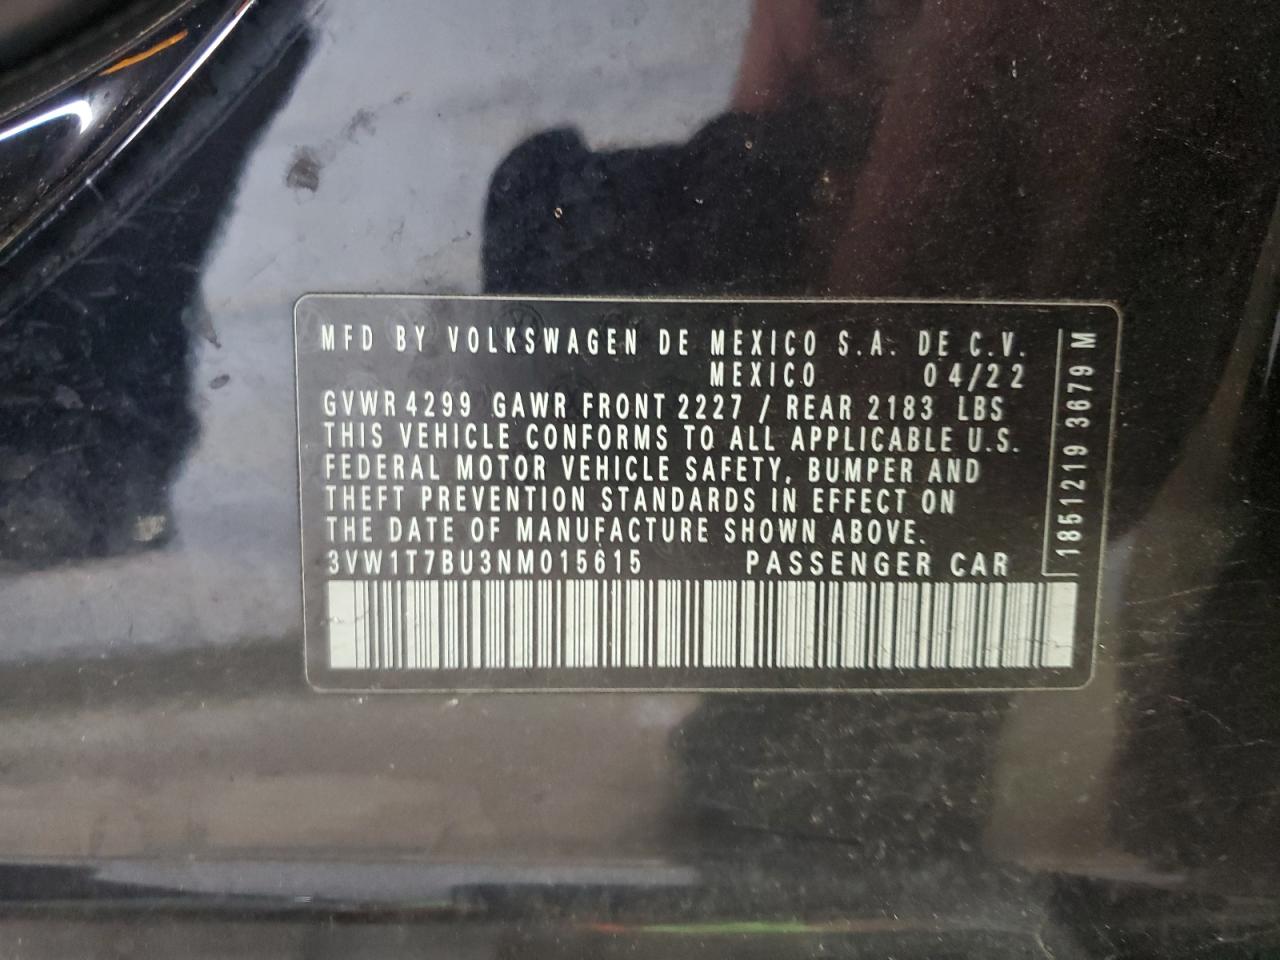 MFD BY VOLKSWAGEN DE MEXICO S.A. DE C.V.
MEXICO 04/22
GVWR 4299 GAWR FRONT 2227 / REAR 2183 LBS
THIS VEHICLE CONFORMS TO ALL APPLICABLE U.S.
FEDERAL MOTOR VEHICLE SAFETY, BUMPER AND
THEFT PREVENTION STANDARDS IN EFFECT ON
THE DATE OF MANUFACTURE SHOWN ABOVE.
3VW1T7BU3NM015615 PASSENGER CAR
1851219 3679 M